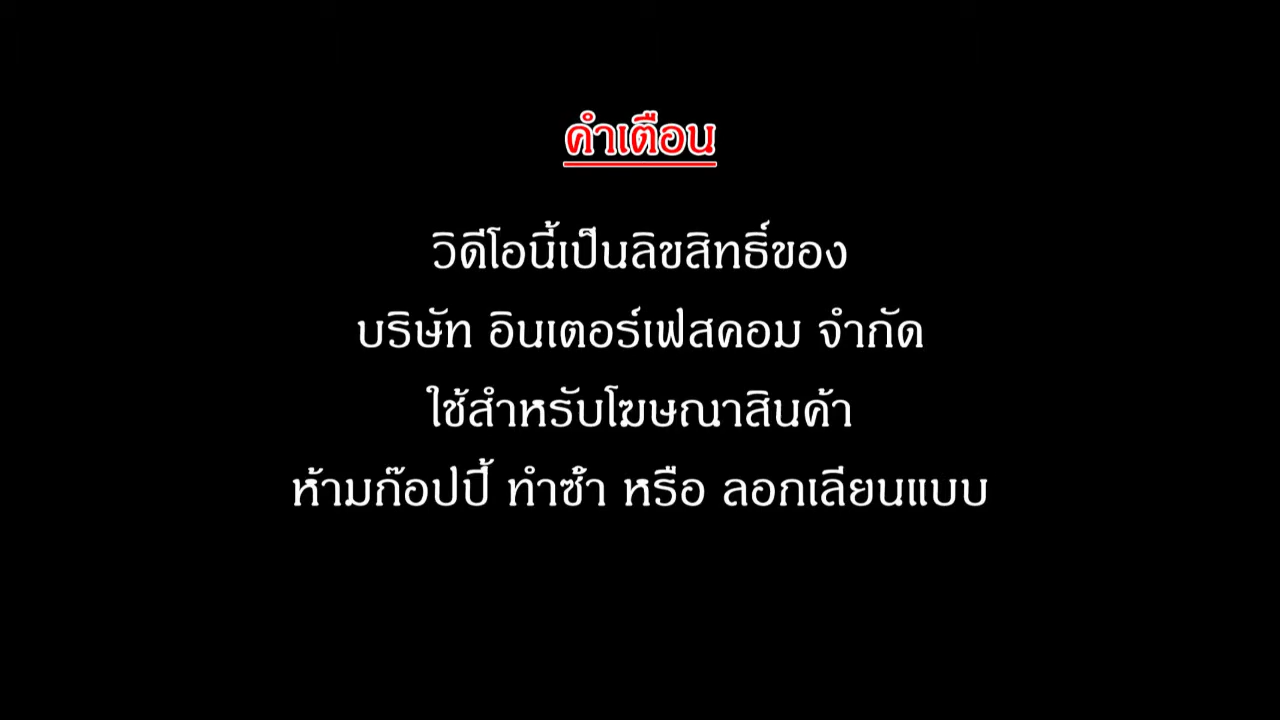 คำเตือน
วิดีโอนี้เป็นลิขสิทธิ์ของ
บริษัท อินเตอร์เฟสคอม จำกัด
ใช้สำหรับโฆษณาสินค้า
ห้ามก๊อปปี้ ทำซ้ำ หรือ ลอกเลียนแบบ